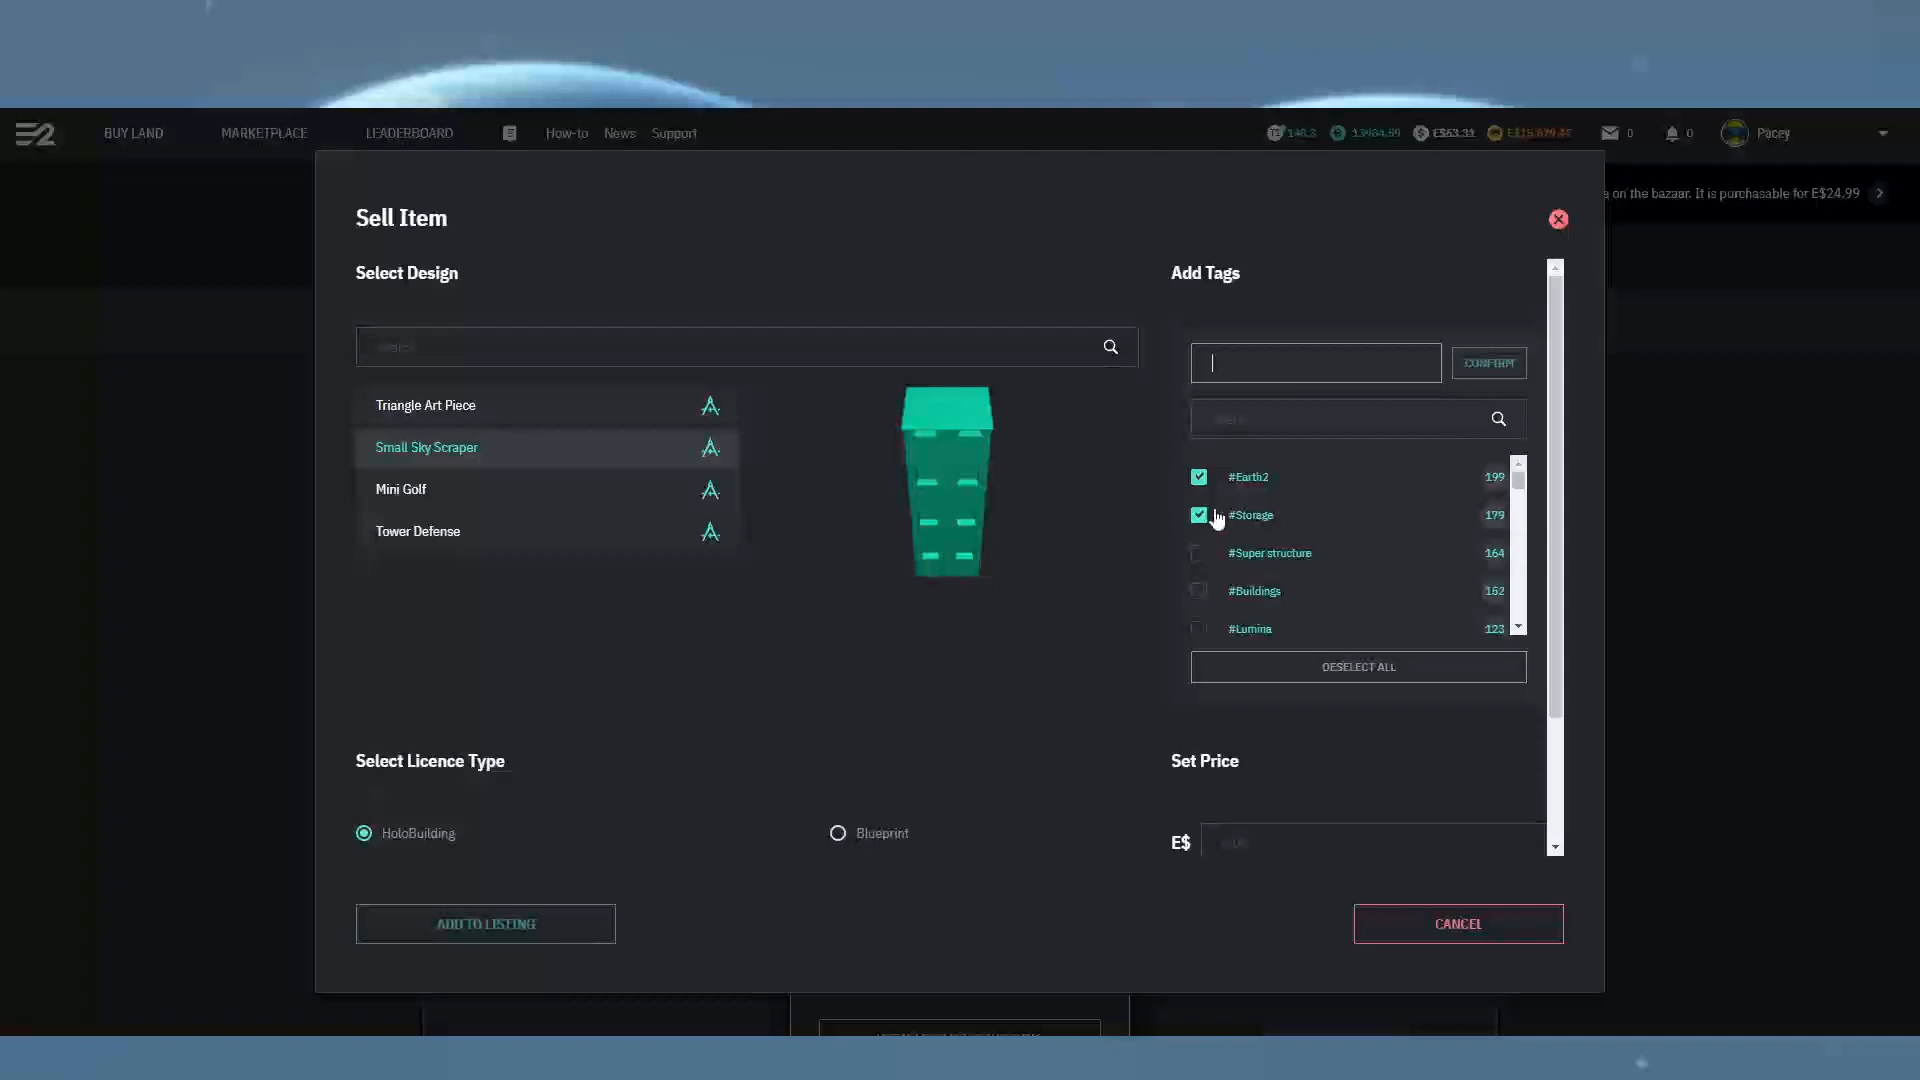 BUY LAND MARKETPLACE LEADERBOARD How-to News Support 0 0 Pacey
on the bazaar. It is purchasable for E$24.99
Sell Item
Select Design Add Tags
CONFIRM
Triangle Art Piece
Small Sky Scraper
Mini Golf
Tower Defense
#Earth2 199
#Storage 179
#Super structure 164
#Buildings 152
#Lumina 123
DESELECT ALL
Select Licence Type Set Price
HoloBuilding Blueprint E$
ADD TO LISTING CANCEL